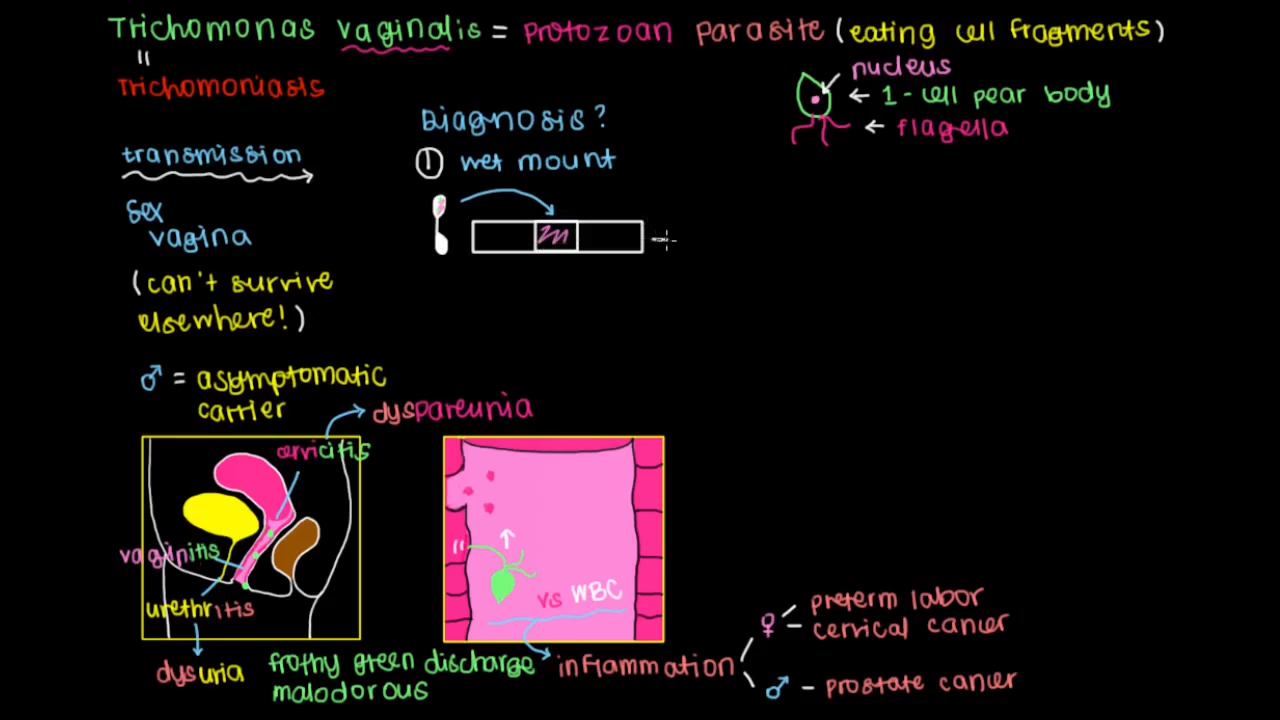 Trichomonas vaginalis = Protozoan Parasite (eating cell fragments)
"
Trichomoniasis
nucleus
← 1-cell pear body
← flagella
Diagnosis?
① wet mount
transmission
sex
vagina
(can't survive
elsewhere!)
♂ = asymptomatic
carrier
dyspareunia
cervicitis
vaginitis
urethritis
dysuria
frothy green discharge
malodorous
"
↑
vs WBC
inflammation
♀ - preterm labor
- cervical cancer
♂ - prostate cancer